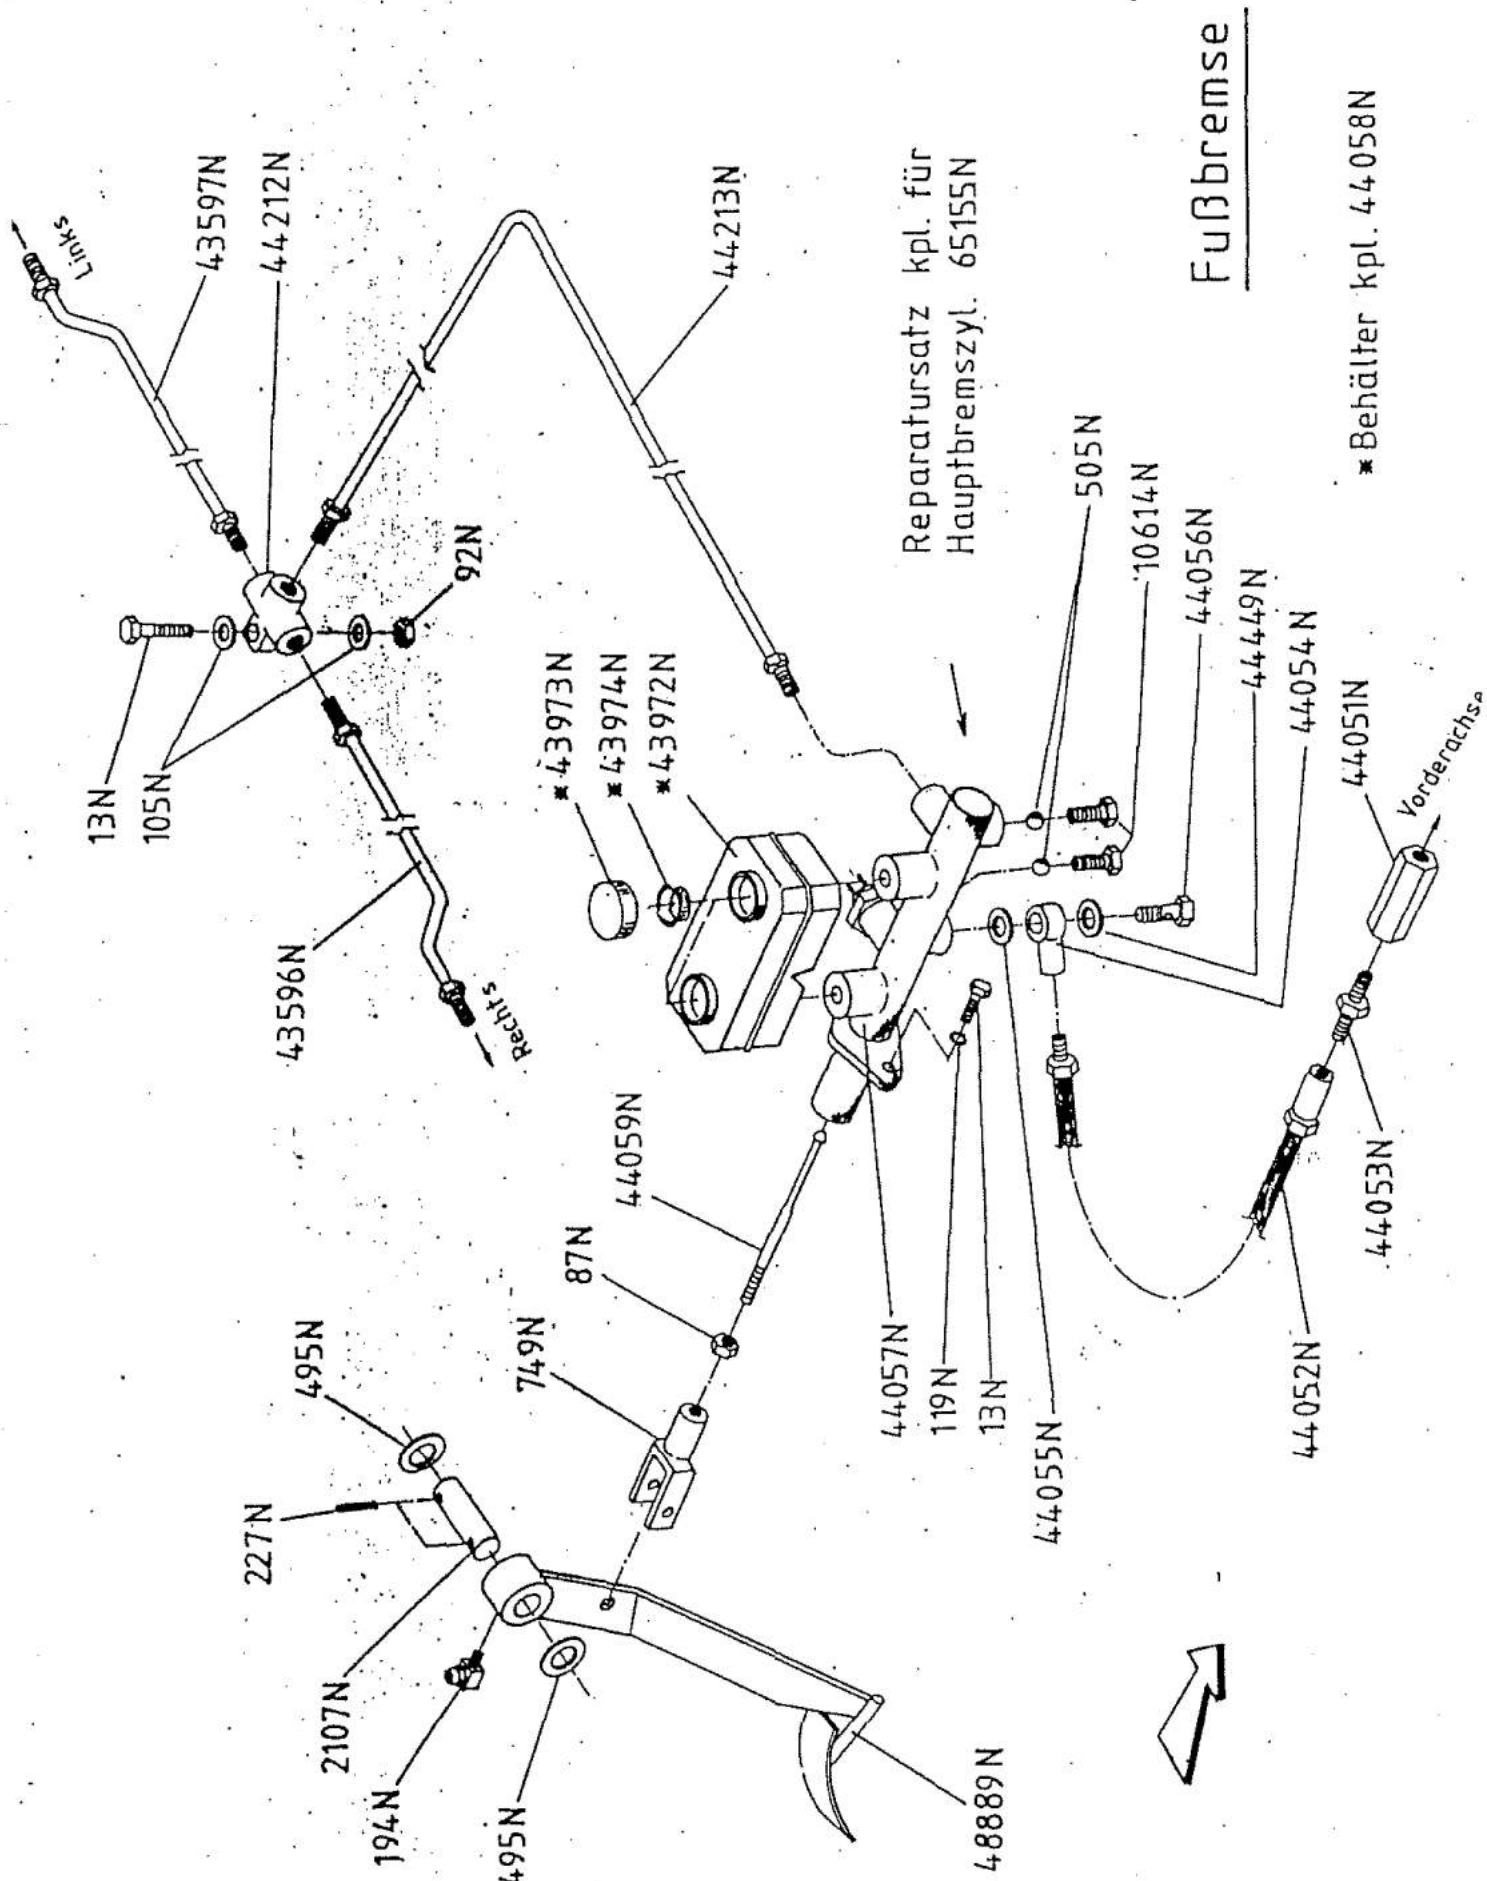 Fußbremse
*Behälter kpl. 44058N
Reparatursatz kpl. für
Hauptbremszyl. 65155N
Links
43597N
44212N
44213N
13N
105N
92N
43596N
Rechts
*43973N
*43974N
*43972N
505N
10614N
44056N
44449N
44054N
44051N
Vorderachse
44059N
87N
749N
495N
227N
2107N
194N
495N
48889N
44057N
119N
13N
44055N
44052N
44053N